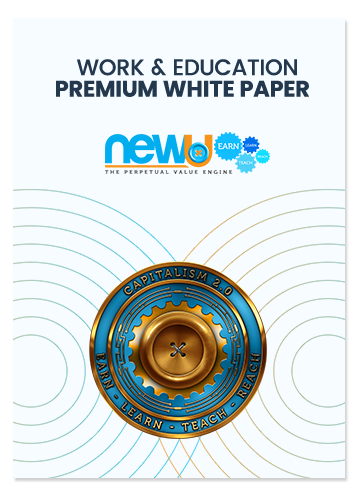 WORK & EDUCATION
PREMIUM WHITE PAPER
newU
EARN
LEARN
TEACH
REACH
THE PERPETUAL VALUE ENGINE
CAPITALISM 2.0
EARN - LEARN - TEACH - REACH